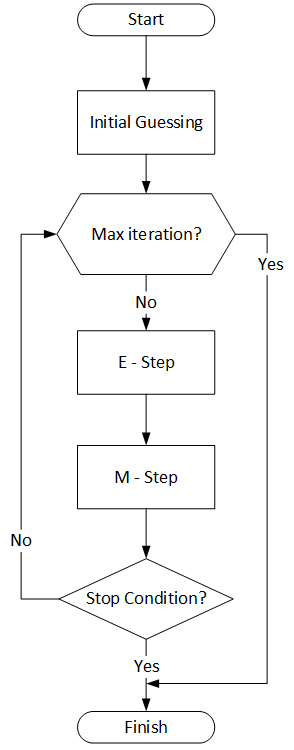 Start
Initial Guessing
Max iteration?
Yes
No
E - Step
M - Step
No
Stop Condition?
Yes
Finish